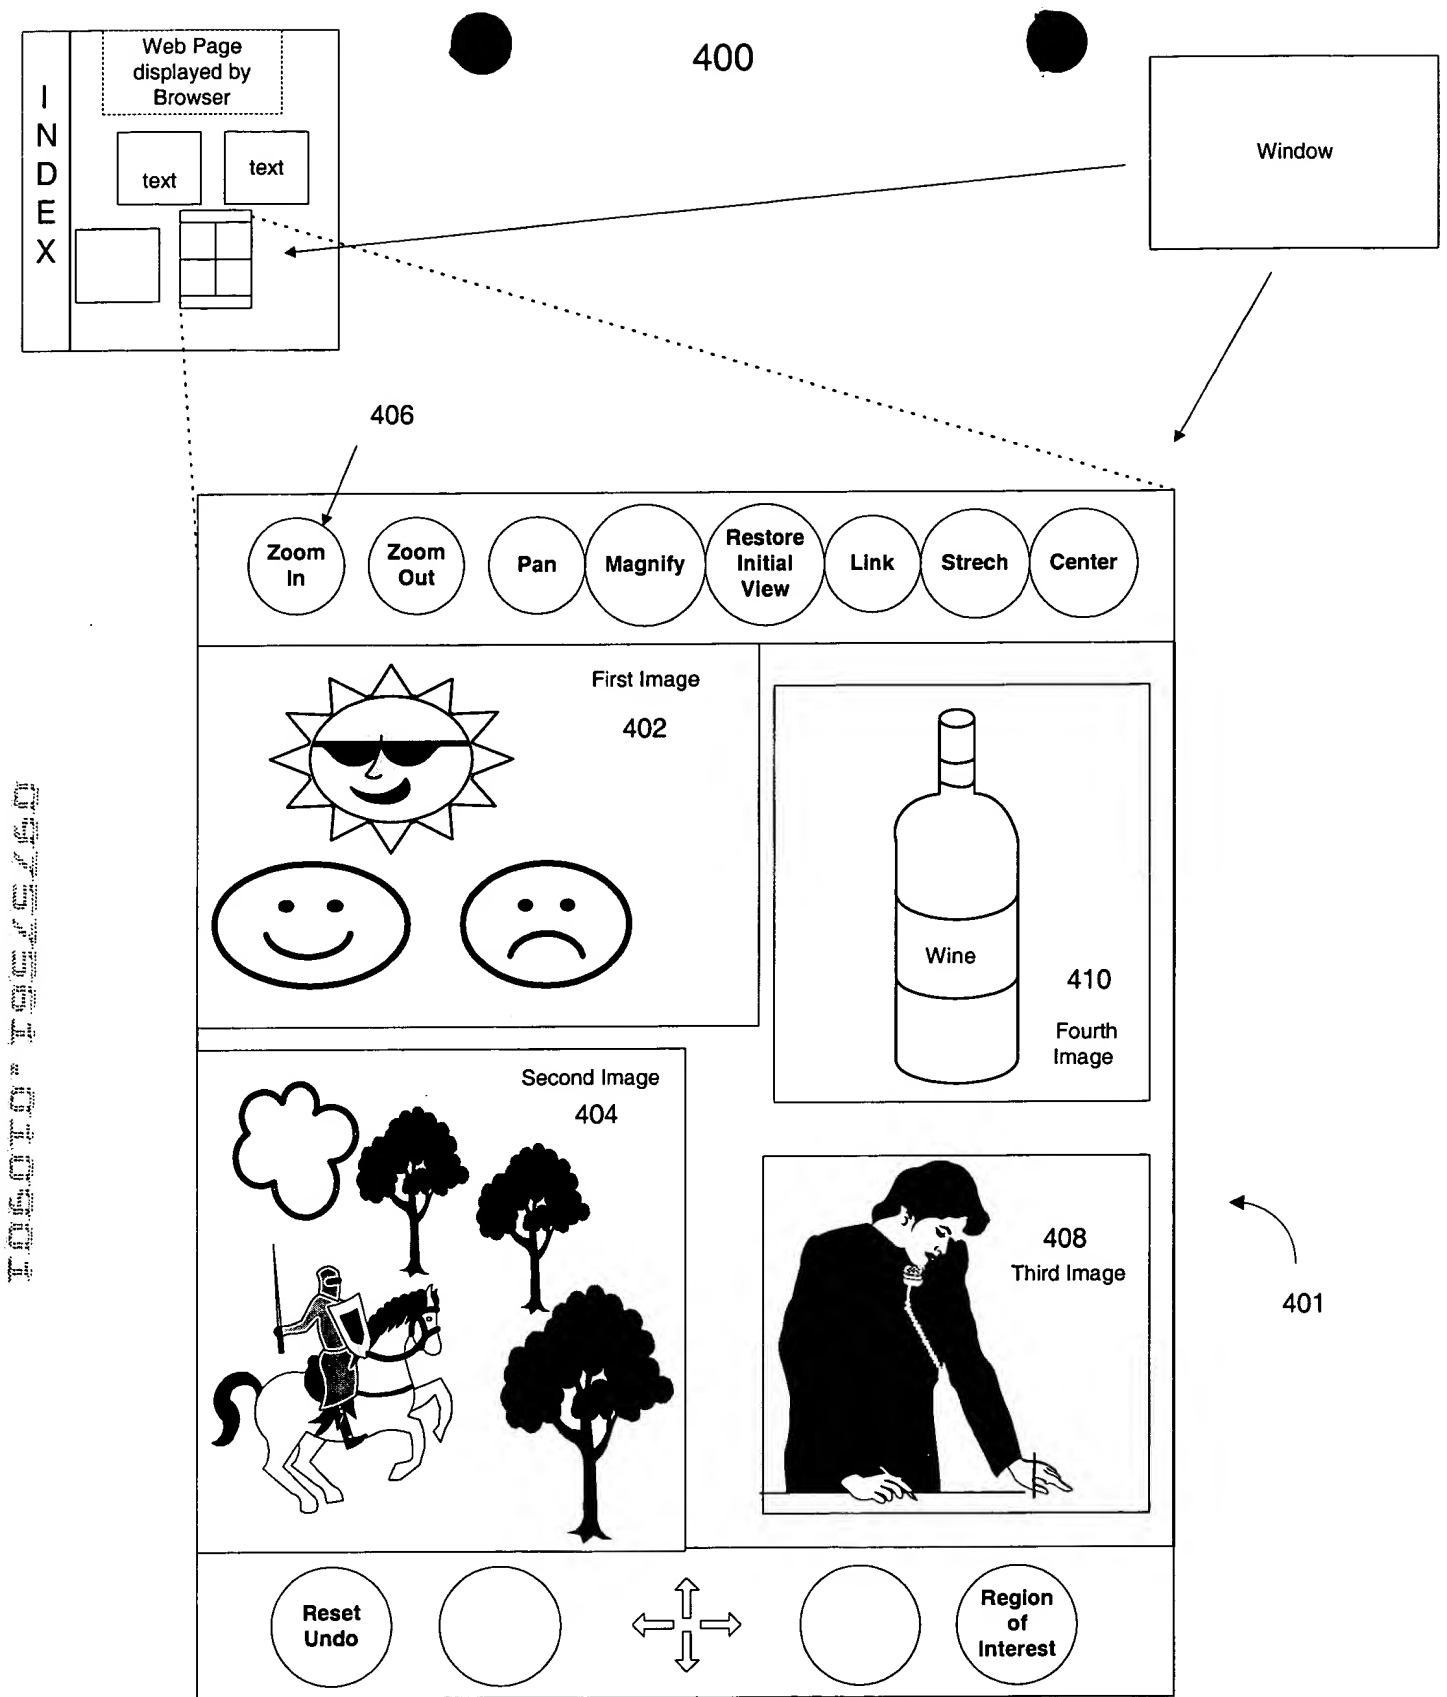 400
INDEX
Web Page
displayed by
Browser
text
text
Window
406
Zoom
In
Zoom
Out
Pan
Magnify
Restore
Initial
View
Link
Strech
Center
First Image
402
Wine
410
Fourth
Image
Second Image
404
408
Third Image
401
Reset
Undo
Region
of
Interest